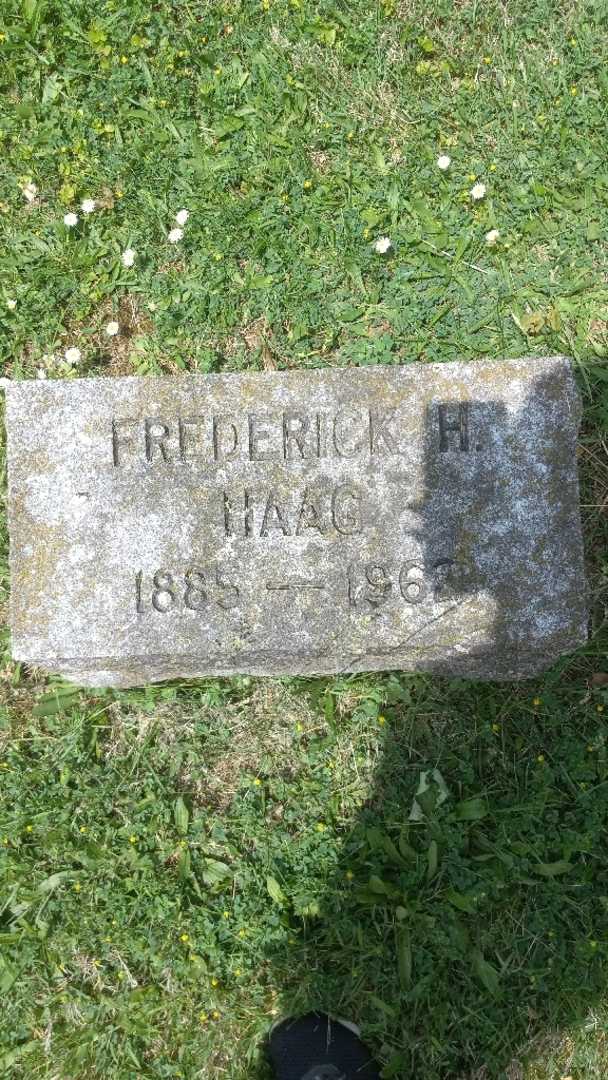 FREDERICK H.
HAAG
1885 — 1962